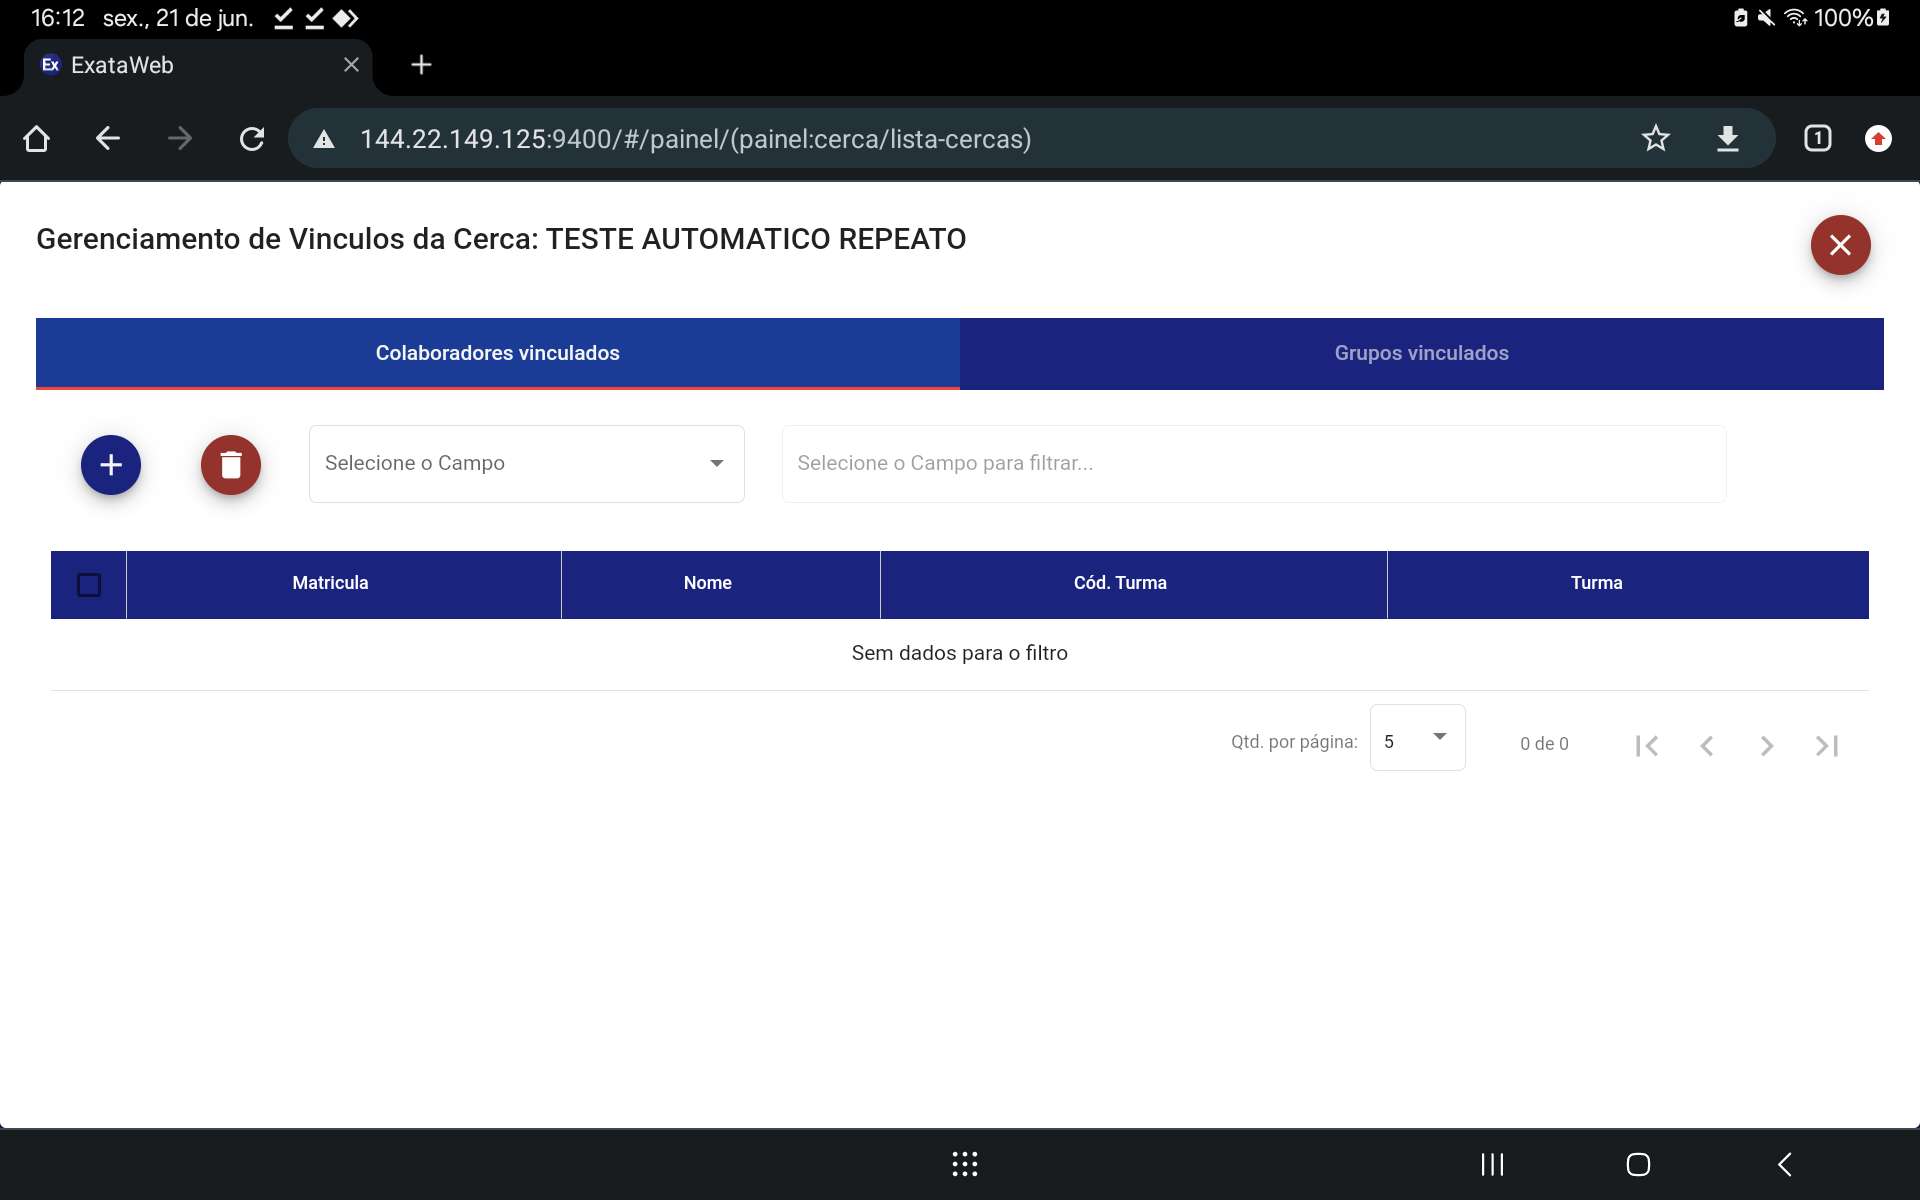 16:12 sex., 21 de jun. 100%
Ex ExataWeb
144.22.149.125:9400/#/painel/(painel:cerca/lista-cercas) 1
Gerenciamento de Vinculos da Cerca: TESTE AUTOMATICO REPEATO
Colaboradores vinculados Grupos vinculados
Selecione o Campo Selecione o Campo para filtrar...
Matricula Nome Cód. Turma Turma
Sem dados para o filtro
Qtd. por página: 5 0 de 0